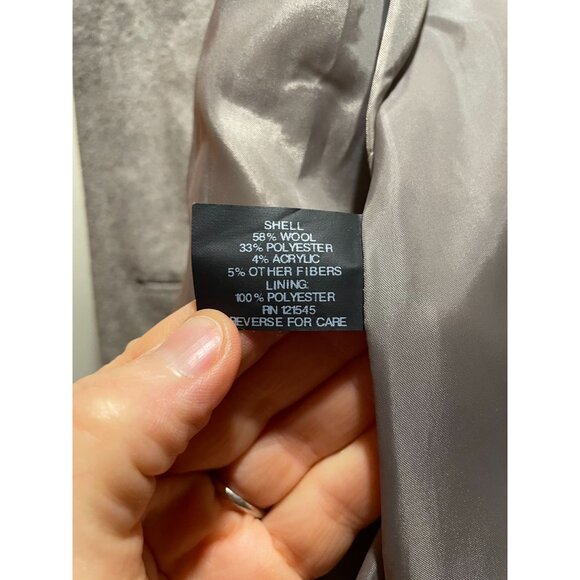 SHELL
58% WOOL
33% POLYESTER
4% ACRYLIC
5% OTHER FIBERS
LINING:
100% POLYESTER
RN 121545
REVERSE FOR CARE